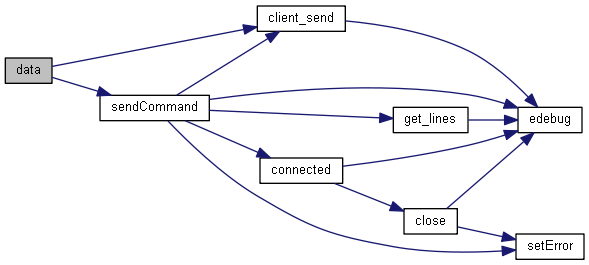 client_send
data
sendCommand
get_lines
edebug
connected
close
setError